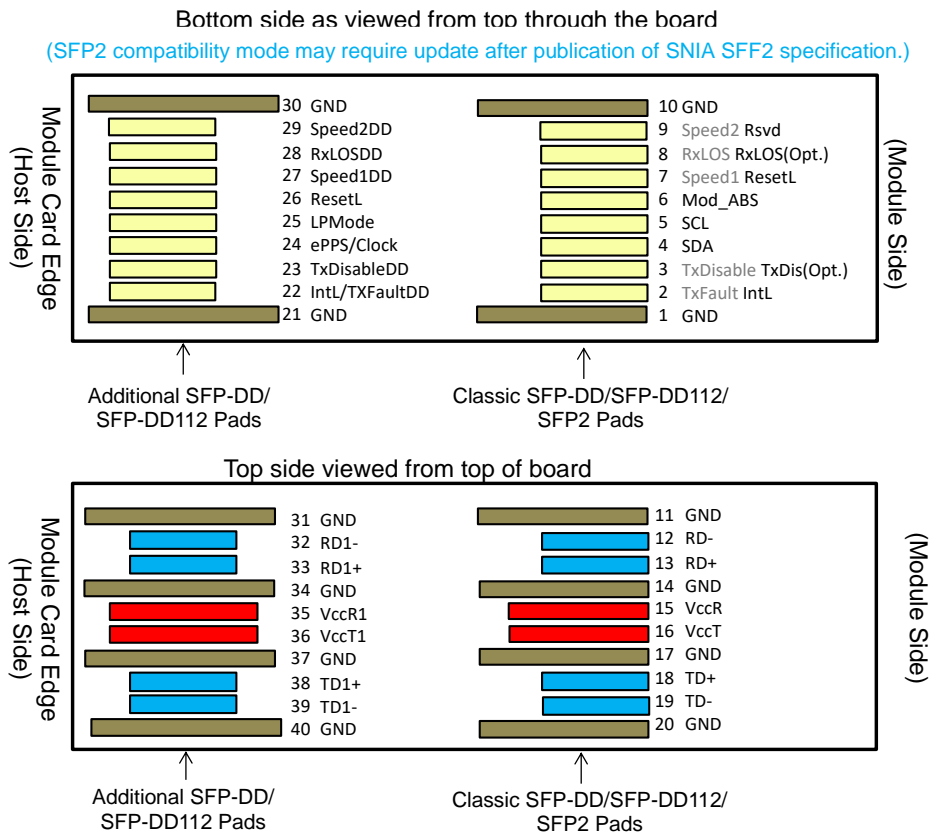 Bottom side as viewed from top through the board
(SFP2 compatibility mode may require update after publication of SNIA SFF2 specification.)
Module Card Edge
(Host Side)
30 GND
29 Speed2DD
28 RxLOSDD
27 Speed1DD
26 ResetL
25 LPMode
24 ePPS/Clock
23 TxDisableDD
22 IntL/TXFaultDD
21 GND
10 GND
9 Speed2 Rsvd
8 RxLOS RxLOS(Opt.)
7 Speed1 ResetL
6 Mod_ABS
5 SCL
4 SDA
3 TxDisable TxDis(Opt.)
2 TxFault IntL
1 GND
(Module Side)
Additional SFP-DD/
SFP-DD112 Pads
Classic SFP-DD/SFP-DD112/
SFP2 Pads
Top side viewed from top of board
Module Card Edge
(Host Side)
31 GND
32 RD1-
33 RD1+
34 GND
35 VccR1
36 VccT1
37 GND
38 TD1+
39 TD1-
40 GND
11 GND
12 RD-
13 RD+
14 GND
15 VccR
16 VccT
17 GND
18 TD+
19 TD-
20 GND
(Module Side)
Additional SFP-DD/
SFP-DD112 Pads
Classic SFP-DD/SFP-DD112/
SFP2 Pads